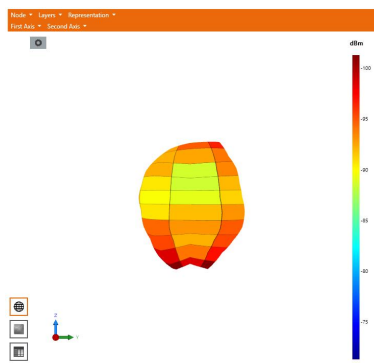 Node Layers Representation
First Axis Second Axis
dBm
-100
-95
-90
-85
-80
-75
Z
Y